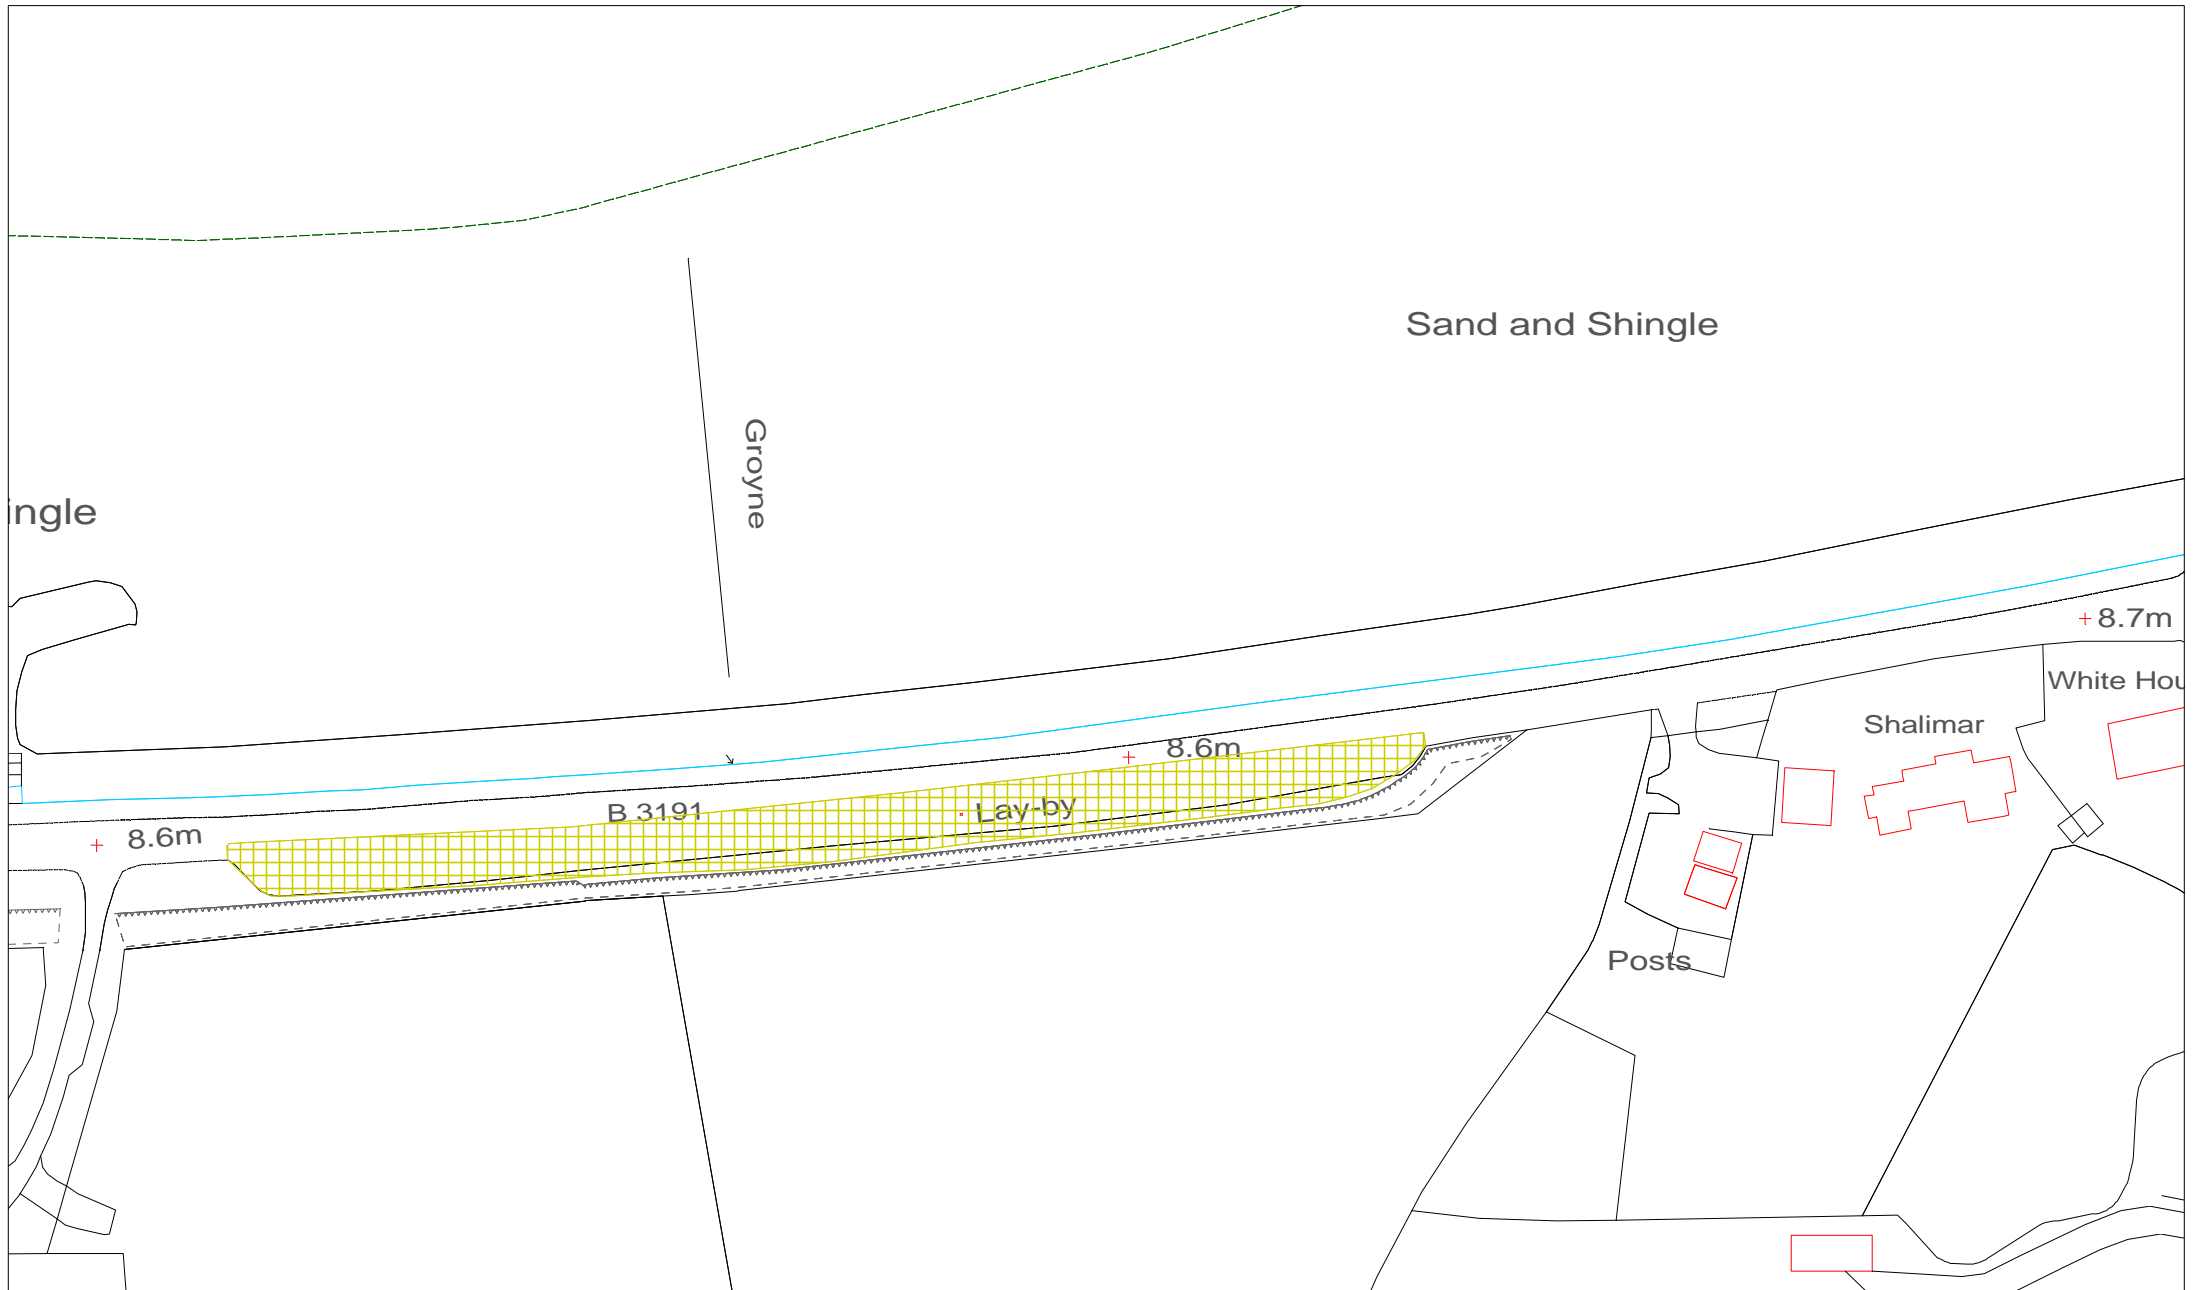 Sand and Shingle
Groyne
ingle
8.7m
White Hou
Shalimar
8.6m
B 3191
Lay-by
8.6m
Posts